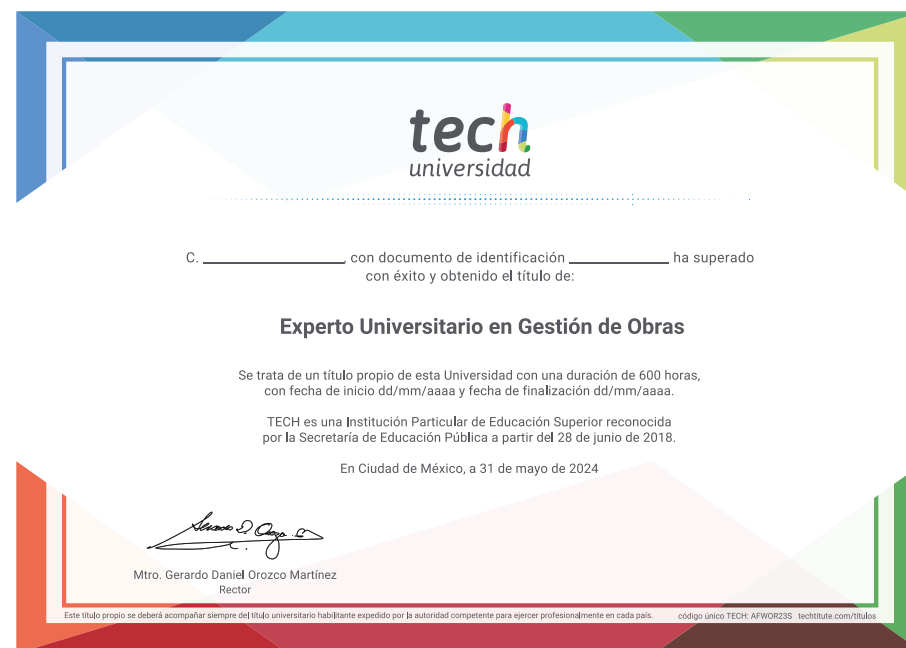 tech
universidad
C. ____________, con documento de identificación _________ ha superado
con éxito y obtenido el título de:
Experto Universitario en Gestión de Obras
Se trata de un título propio de esta Universidad con una duración de 600 horas,
con fecha de inicio dd/mm/aaaa y fecha de finalización dd/mm/aaaa.
TECH es una Institución Particular de Educación Superior reconocida
por la Secretaría de Educación Pública a partir del 28 de junio de 2018.
En Ciudad de México, a 31 de mayo de 2024
Mtro. Gerardo Daniel Orozco Martínez
Rector
Este título propio se deberá acompañar siempre del título universitario habilitante expedido por la autoridad competente para ejercer profesionalmente en cada país. código único TECH: AFWOR23S techtitute.com/titulos